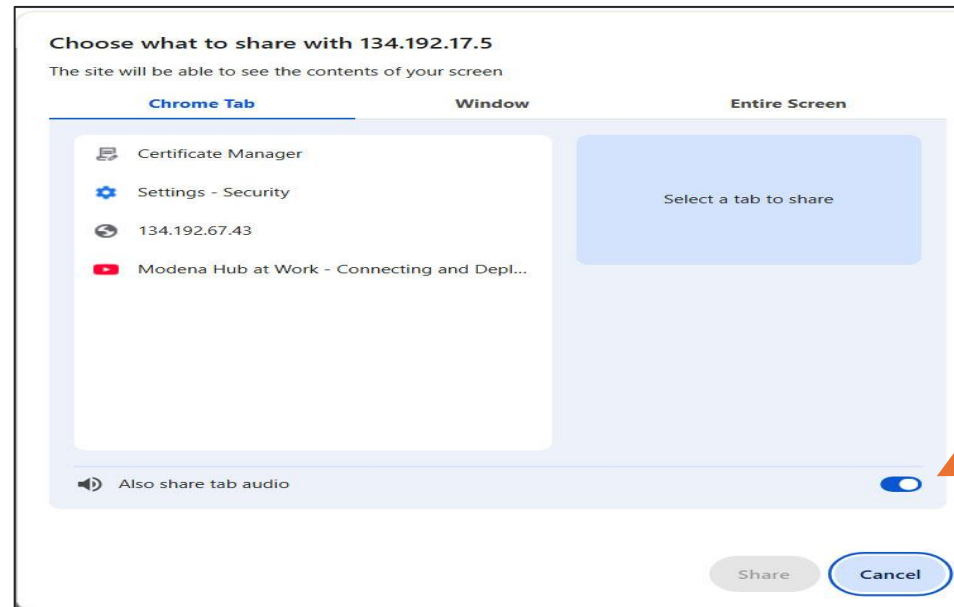 Choose what to share with 134.192.17.5
The site will be able to see the contents of your screen
Chrome Tab Window Entire Screen
Certificate Manager
Settings - Security
134.192.67.43
Modena Hub at Work - Connecting and Depl...
Select a tab to share
Also share tab audio
Share Cancel